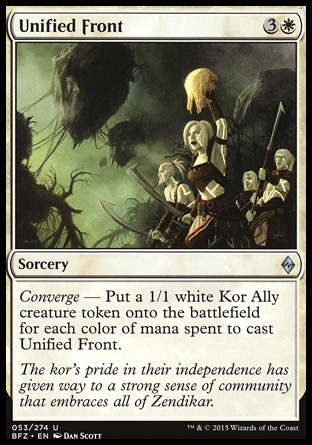 Unified Front 3
Sorcery
Converge — Put a 1/1 white Kor Ally
creature token onto the battlefield
for each color of mana spent to cast
Unified Front.
The kor's pride in their independence has
given way to a strong sense of community
that embraces all of Zendikar.
053/274 U
BFZ • EN Dan Scott ™ & © 2015 Wizards of the Coast